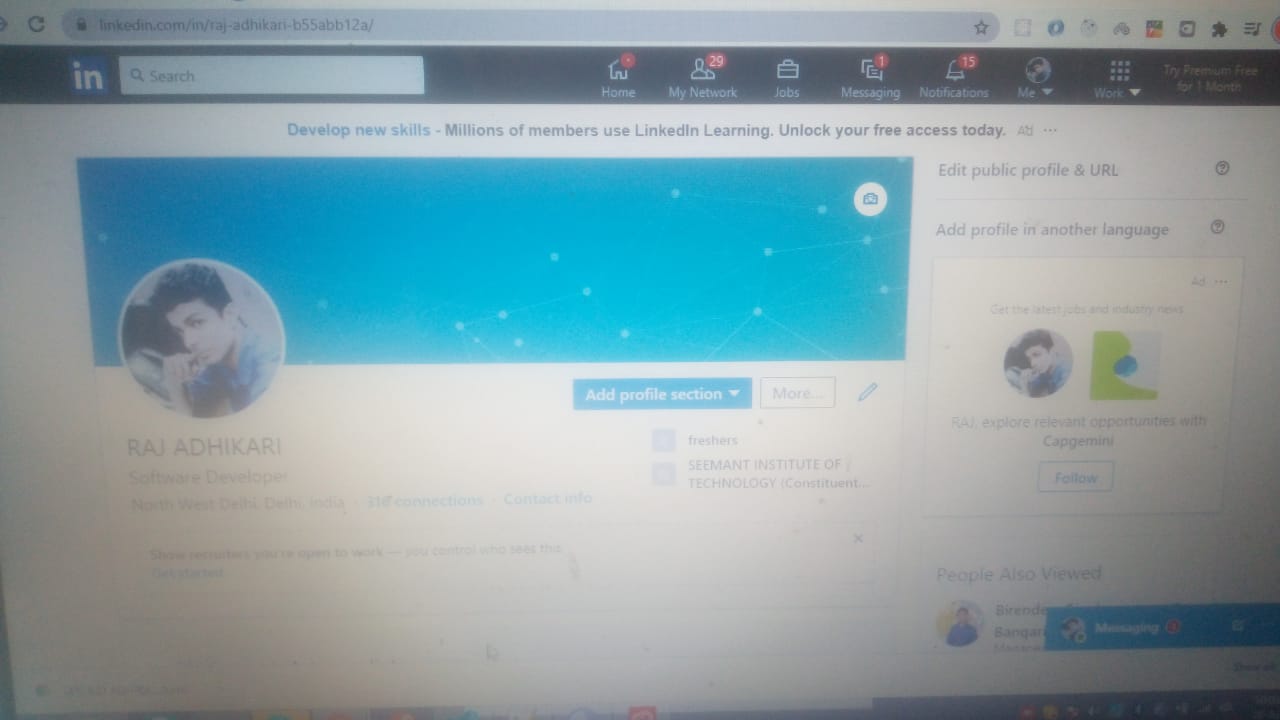 linkedin.com/in/raj-adhikari-b55abb12a/
in
Search
29
1
15
Home
My Network
Jobs
Messaging
Notifications
Me
Work
Try Premium Free
for 1 Month
Develop new skills - Millions of members use LinkedIn Learning. Unlock your free access today. Ad ...
Edit public profile & URL
Add profile in another language
Ad ...
Get the latest jobs and industry news
RAJ, explore relevant opportunities with
Capgemini
Follow
Add profile section
More...
RAJ ADHIKARI
Software Developer
North West Delhi, Delhi, India · connections · Contact info
freshers
SEEMANT INSTITUTE OF
TECHNOLOGY (Constituent...
Show recruiters you're open to work — you control who sees this
Get started
People Also Viewed
Messaging